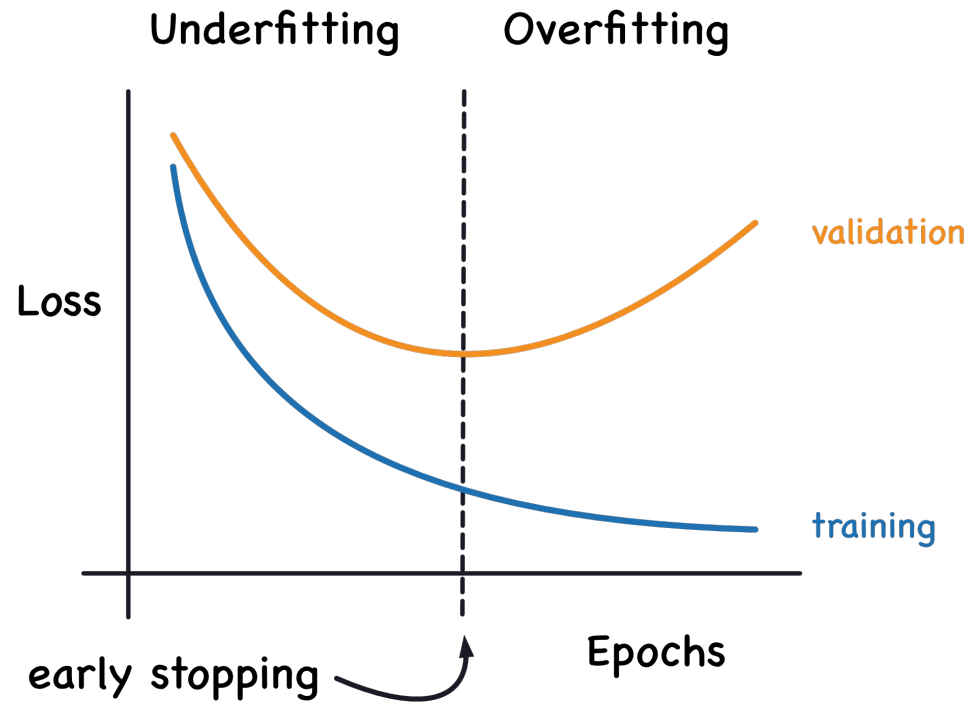 Underfitting
Overfitting
Loss
validation
training
Epochs
early stopping